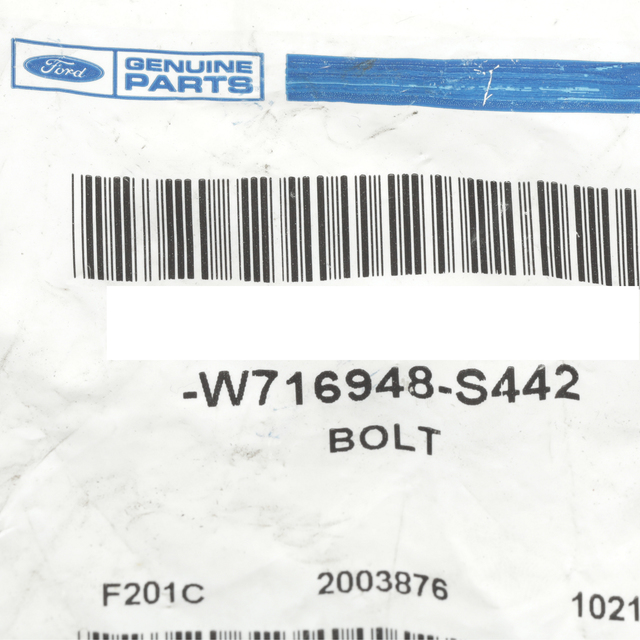 Ford GENUINE
PARTS
-W716948-S442
BOLT
F201C 2003876 1021